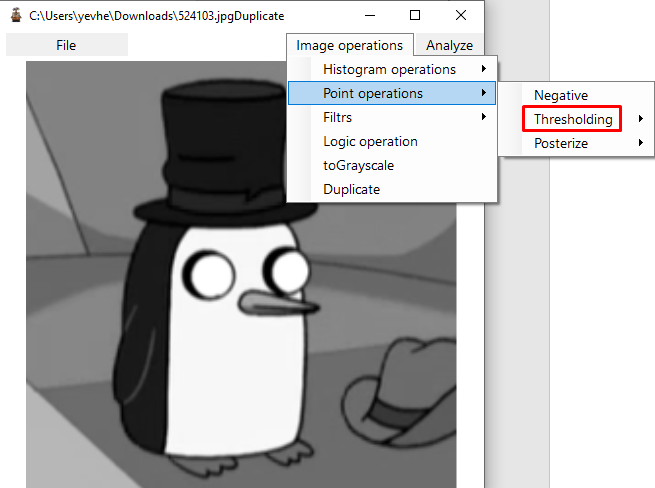 C:\Users\yevhe\Downloads\524103.jpgDuplicate
File
Image operations
Analyze
Histogram operations
Point operations
Filtrs
Logic operation
toGrayscale
Duplicate
Negative
Thresholding
Posterize